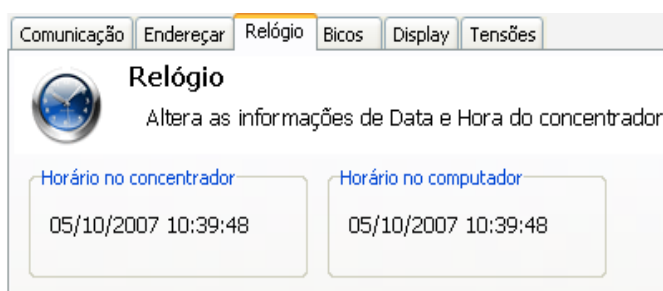 Comunicação Endereçar Relógio Bicos Display Tensões
Relógio
Altera as informações de Data e Hora do concentrador
Horário no concentrador Horário no computador
05/10/2007 10:39:48 05/10/2007 10:39:48